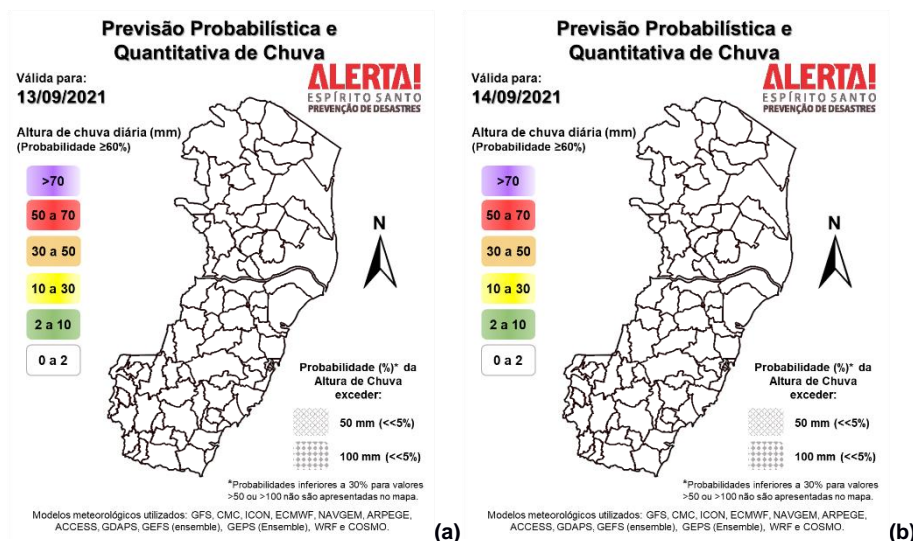 Previsão Probabilística e
Quantitativa de Chuva
Válida para:
13/09/2021
ALERTA!
ESPÍRITO SANTO
PREVENÇÃO DE DESASTRES
Altura de chuva diária (mm)
(Probabilidade ≥60%)
>70
50 a 70
30 a 50
10 a 30
2 a 10
0 a 2
N
Probabilidade (%)* da
Altura de Chuva
exceder:
50 mm (<<5%)
100 mm (<<5%)
*Probabilidades inferiores a 30% para valores
>50 ou >100 não são apresentadas no mapa.
Modelos meteorológicos utilizados: GFS, CMC, ICON, ECMWF, NAVGEM, ARPEGE,
ACCESS, GDAPS, GEFS (ensemble), GEPS (Ensemble), WRF e COSMO.
(a)
Previsão Probabilística e
Quantitativa de Chuva
Válida para:
14/09/2021
ALERTA!
ESPÍRITO SANTO
PREVENÇÃO DE DESASTRES
Altura de chuva diária (mm)
(Probabilidade ≥60%)
>70
50 a 70
30 a 50
10 a 30
2 a 10
0 a 2
N
Probabilidade (%)* da
Altura de Chuva
exceder:
50 mm (<<5%)
100 mm (<<5%)
*Probabilidades inferiores a 30% para valores
>50 ou >100 não são apresentadas no mapa.
Modelos meteorológicos utilizados: GFS, CMC, ICON, ECMWF, NAVGEM, ARPEGE,
ACCESS, GDAPS, GEFS (ensemble), GEPS (Ensemble), WRF e COSMO.
(b)